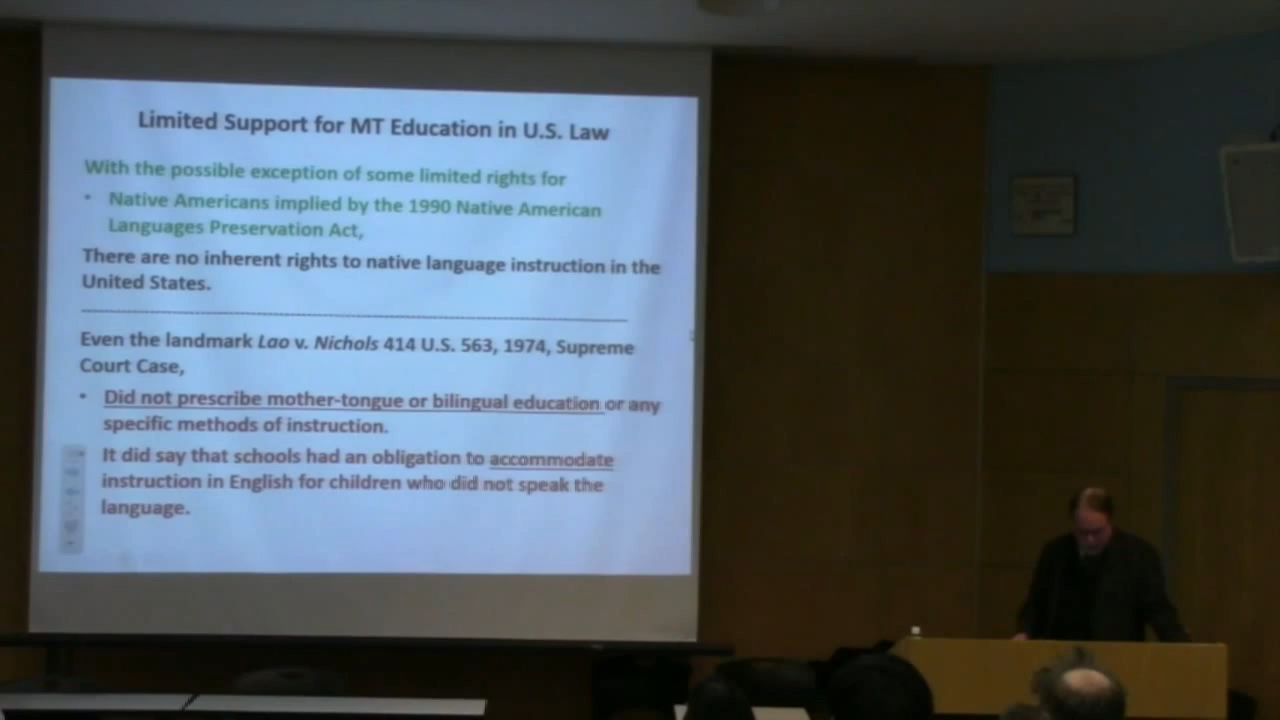 Limited Support for MT Education in U.S. Law
With the possible exception of some limited rights for
• Native Americans implied by the 1990 Native American
Languages Preservation Act,
There are no inherent rights to native language instruction in the
United States.
Even the landmark Lao v. Nichols 414 U.S. 563, 1974, Supreme
Court Case,
• Did not prescribe mother-tongue or bilingual education or any
specific methods of instruction.
It did say that schools had an obligation to accommodate
instruction in English for children who did not speak the
language.